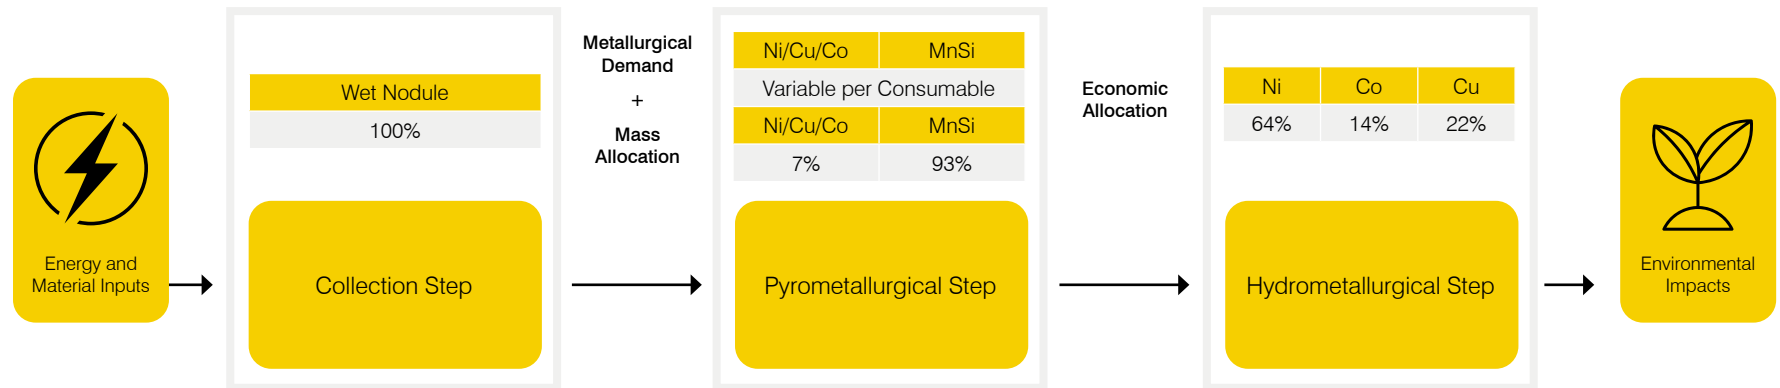 Energy and
Material Inputs
Wet Nodule
100%
Collection Step
Metallurgical
Demand
+
Mass
Allocation
Ni/Cu/Co MnSi
Variable per Consumable
Ni/Cu/Co MnSi
7% 93%
Pyrometallurgical Step
Economic
Allocation
Ni Co Cu
64% 14% 22%
Hydrometallurgical Step
Environmental
Impacts